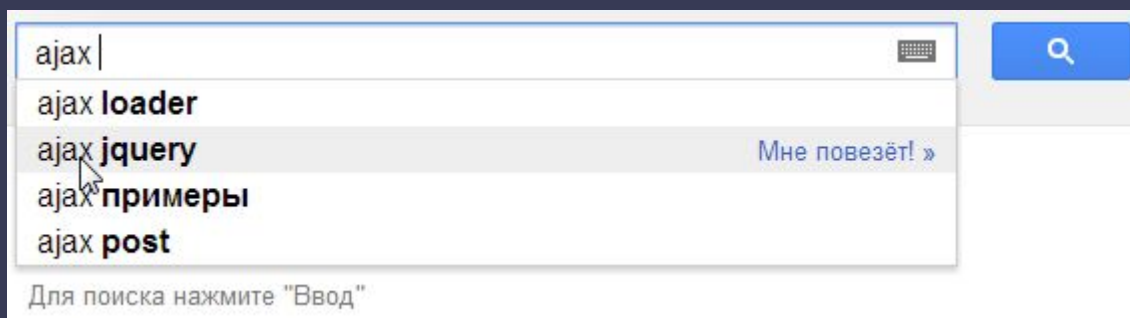 ajax
ajax loader
ajax jquery Мне повезёт! »
ajax примеры
ajax post
Для поиска нажмите "Ввод"